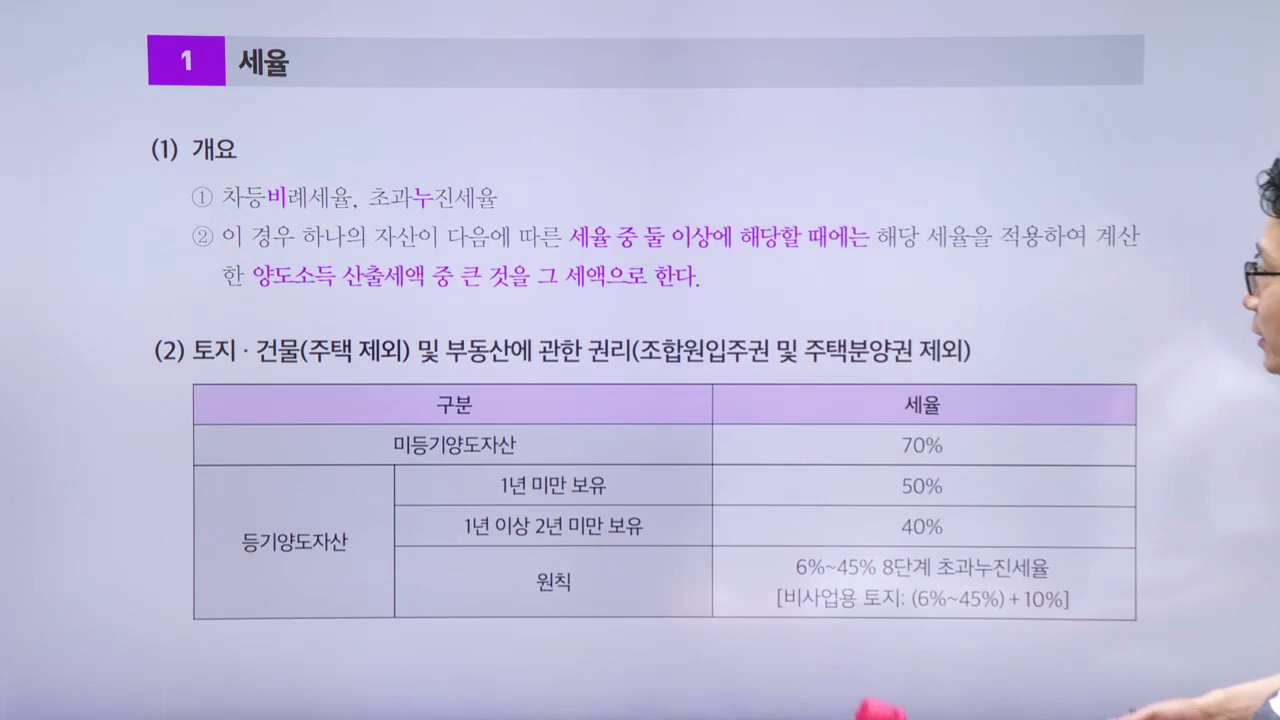 1 세율
(1) 개요
① 차등비례세율, 초과누진세율
② 이 경우 하나의 자산이 다음에 따른 세율 중 둘 이상에 해당할 때에는 해당 세율을 적용하여 계산
한 양도소득 산출세액 중 큰 것을 그 세액으로 한다.
(2) 토지·건물(주택 제외) 및 부동산에 관한 권리(조합원입주권 및 주택분양권 제외)
구분 세율
미등기양도자산 70%
등기양도자산
1년 미만 보유 50%
1년 이상 2년 미만 보유 40%
원칙
6%~45% 8단계 초과누진세율
[비사업용 토지: (6%~45%)+10%]